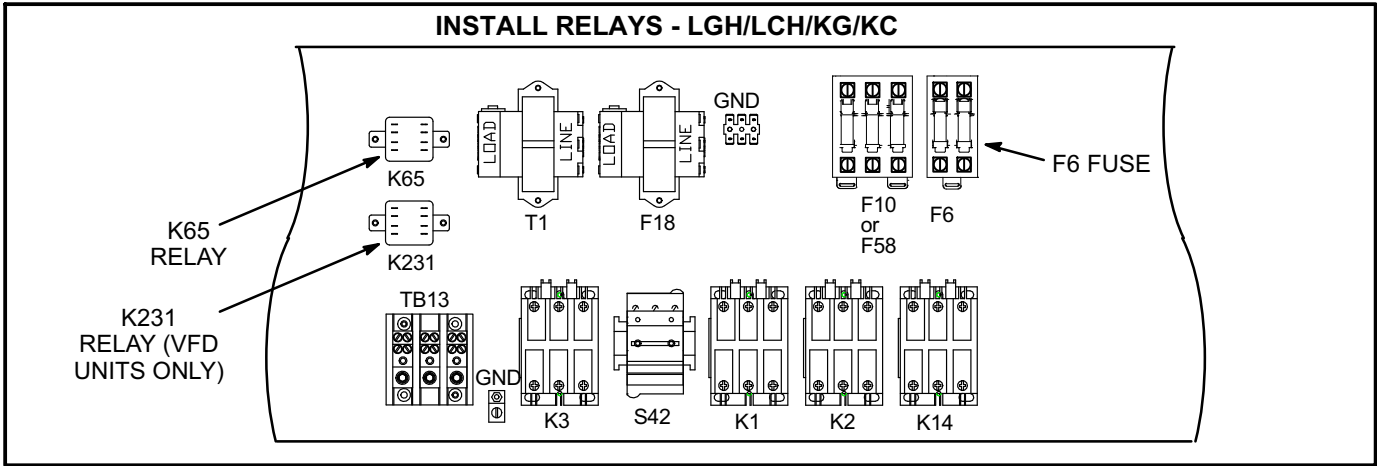 INSTALL RELAYS - LGH/LCH/KG/KC
LOAD
LINE
LOAD
LINE
GND
K65
T1
F18
F10
or
F58
F6
F6 FUSE
K65
RELAY
K231
K231
RELAY (VFD
UNITS ONLY)
TB13
GND
K3
S42
K1
K2
K14